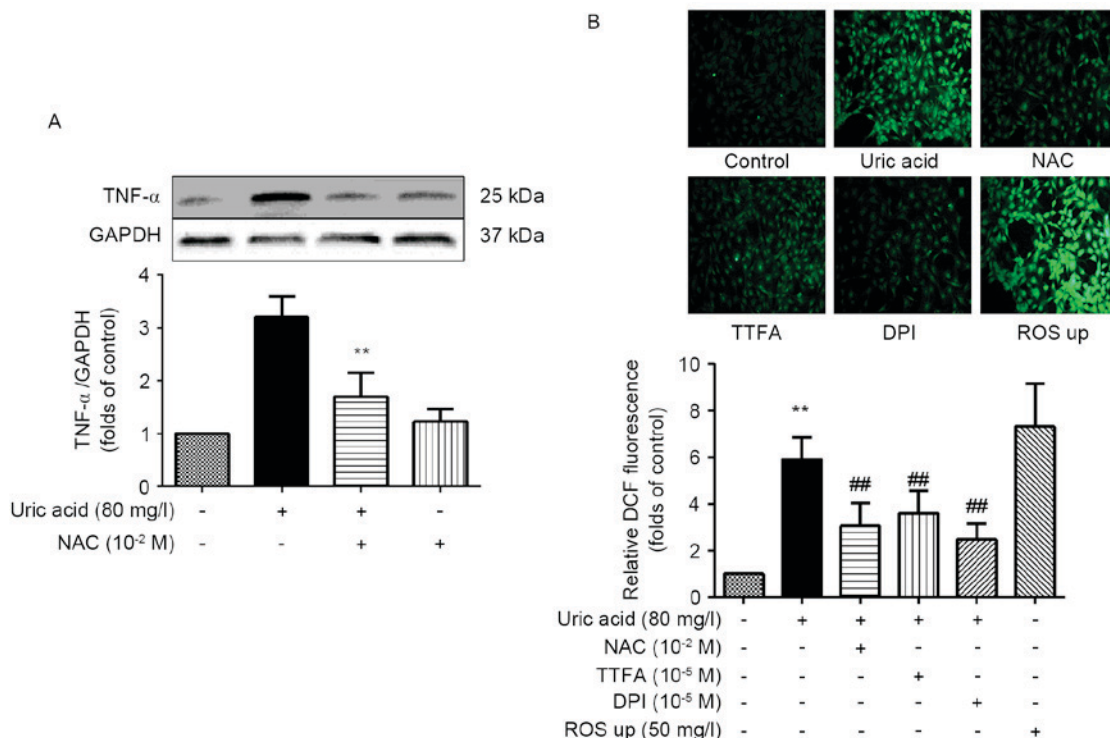 A
TNF-α 25 kDa
GAPDH 37 kDa
TNF-α /GAPDH
(folds of control)
4
3
2
1
0
**
Uric acid (80 mg/l) - + + -
NAC (10⁻² M) - - + +
B
Control Uric acid NAC
TTFA DPI ROS up
Relative DCF fluorescence
(folds of control)
10
8
6
4
2
0
** ## ## ##
Uric acid (80 mg/l) - + + + + -
NAC (10⁻² M) - - + - - -
TTFA (10⁻⁵ M) - - - + - -
DPI (10⁻⁵ M) - - - - + -
ROS up (50 mg/l) - - - - - +